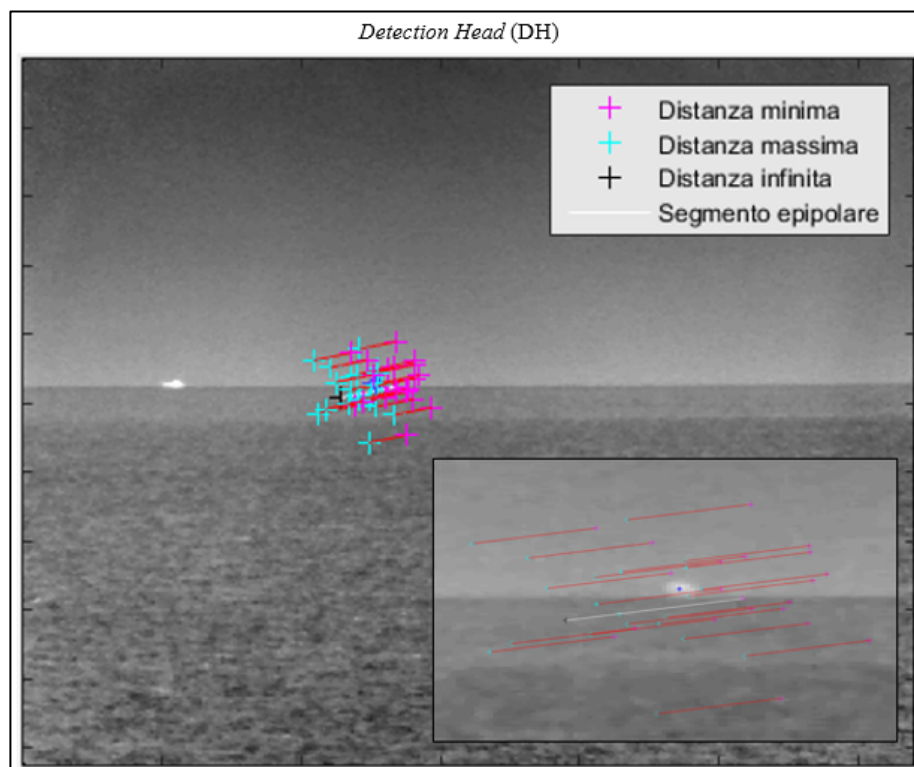 Detection Head (DH)
Distanza minima
Distanza massima
Distanza infinita
Segmento epipolare